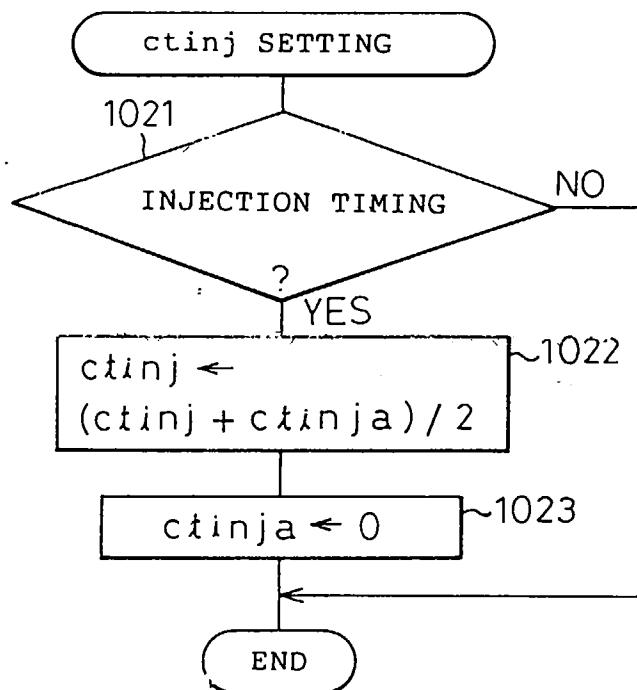 ctinj SETTING
1021
INJECTION TIMING
NO
?
YES
ctinj ←
(ctinj + ctinja) / 2
1022
ctinja ← 0
1023
END